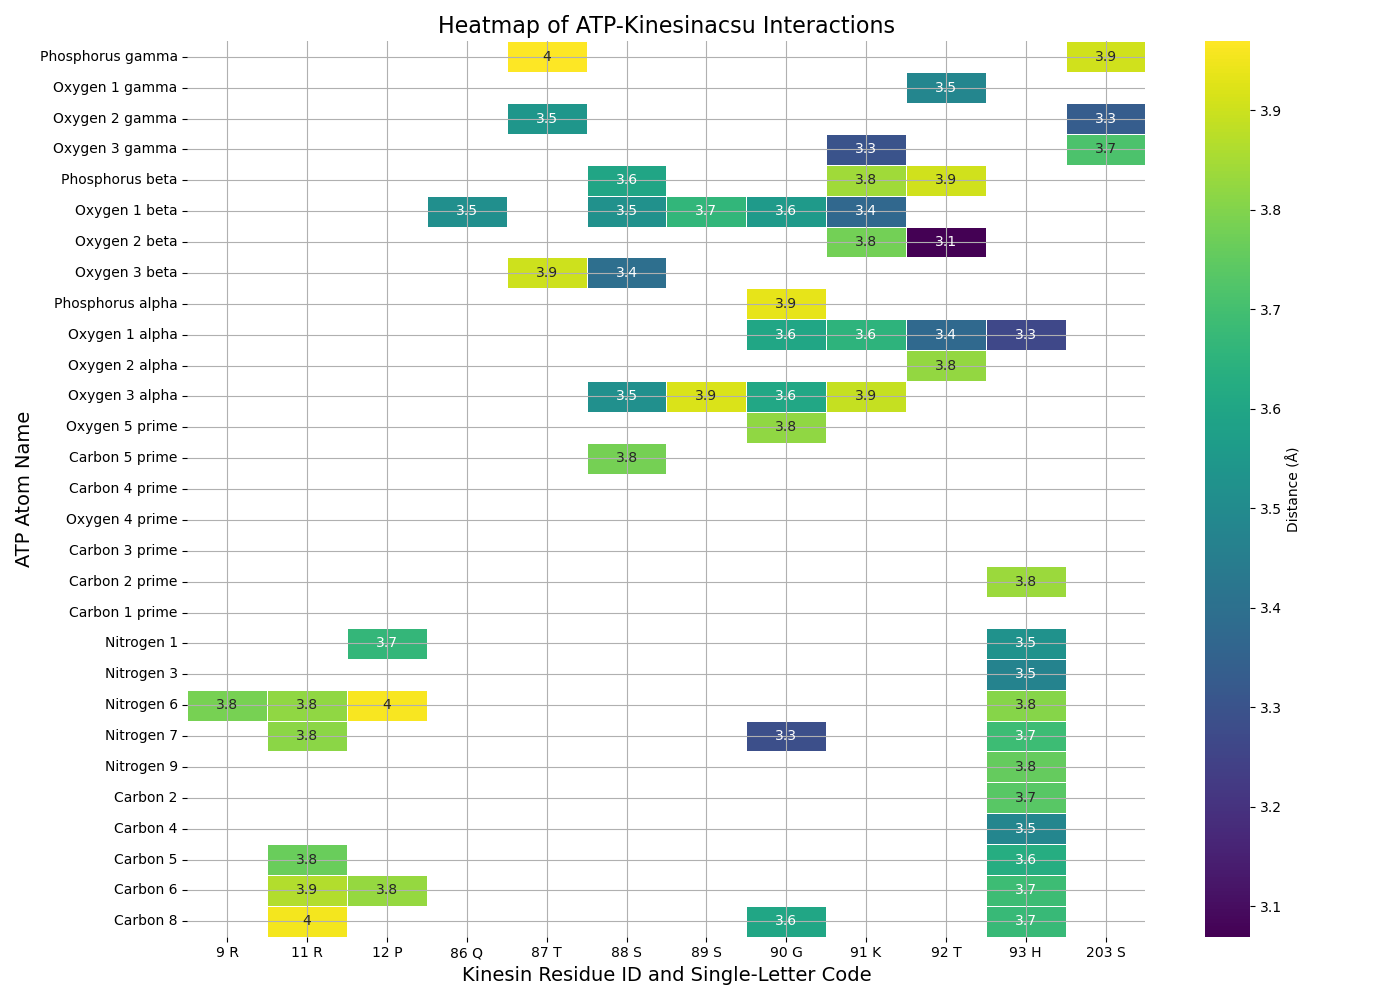 Heatmap of ATP-Kinesinacsu Interactions
Phosphorus gamma 4 3.9
Oxygen 1 gamma 3.5
Oxygen 2 gamma 3.5 3.3
Oxygen 3 gamma 3.3 3.7
Phosphorus beta 3.6 3.8 3.9
Oxygen 1 beta 3.5 3.5 3.7 3.6 3.4
Oxygen 2 beta 3.8 3.1
Oxygen 3 beta 3.9 3.4
Phosphorus alpha 3.9
Oxygen 1 alpha 3.6 3.6 3.4 3.3
Oxygen 2 alpha 3.8
Oxygen 3 alpha 3.5 3.9 3.6 3.9
Oxygen 5 prime 3.8
Carbon 5 prime 3.8
Carbon 4 prime
Oxygen 4 prime
Carbon 3 prime
Carbon 2 prime 3.8
Carbon 1 prime
Nitrogen 1 3.7 3.5
Nitrogen 3 3.5
Nitrogen 6 3.8 3.8 4 3.8
Nitrogen 7 3.8 3.3 3.7
Nitrogen 9 3.8
Carbon 2 3.7
Carbon 4 3.5
Carbon 5 3.8 3.6
Carbon 6 3.9 3.8 3.7
Carbon 8 4 3.6 3.7
9 R 11 R 12 P 86 Q 87 T 88 S 89 S 90 G 91 K 92 T 93 H 203 S
Kinesin Residue ID and Single-Letter Code
ATP Atom Name
3.9
3.8
3.7
3.6
3.5
3.4
3.3
3.2
3.1
Distance (Å)